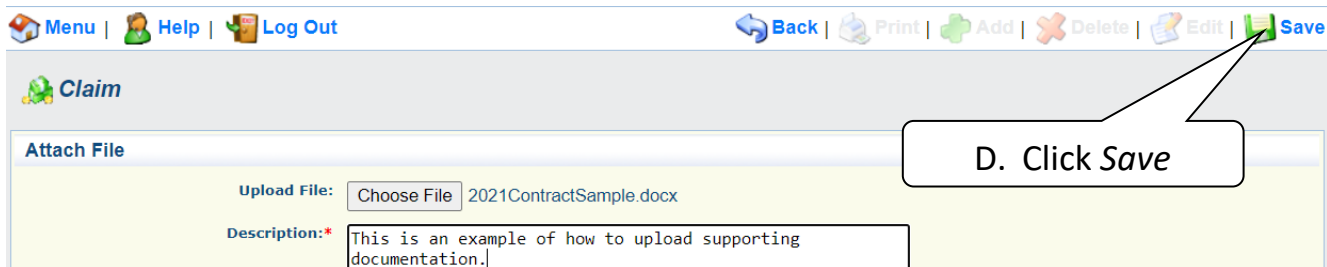 Menu | Help | Log Out Back | Print | Add | Delete | Edit | Save
Claim
D. Click Save
Attach File
Upload File: Choose File 2021ContractSample.docx
Description:* This is an example of how to upload supporting
documentation.